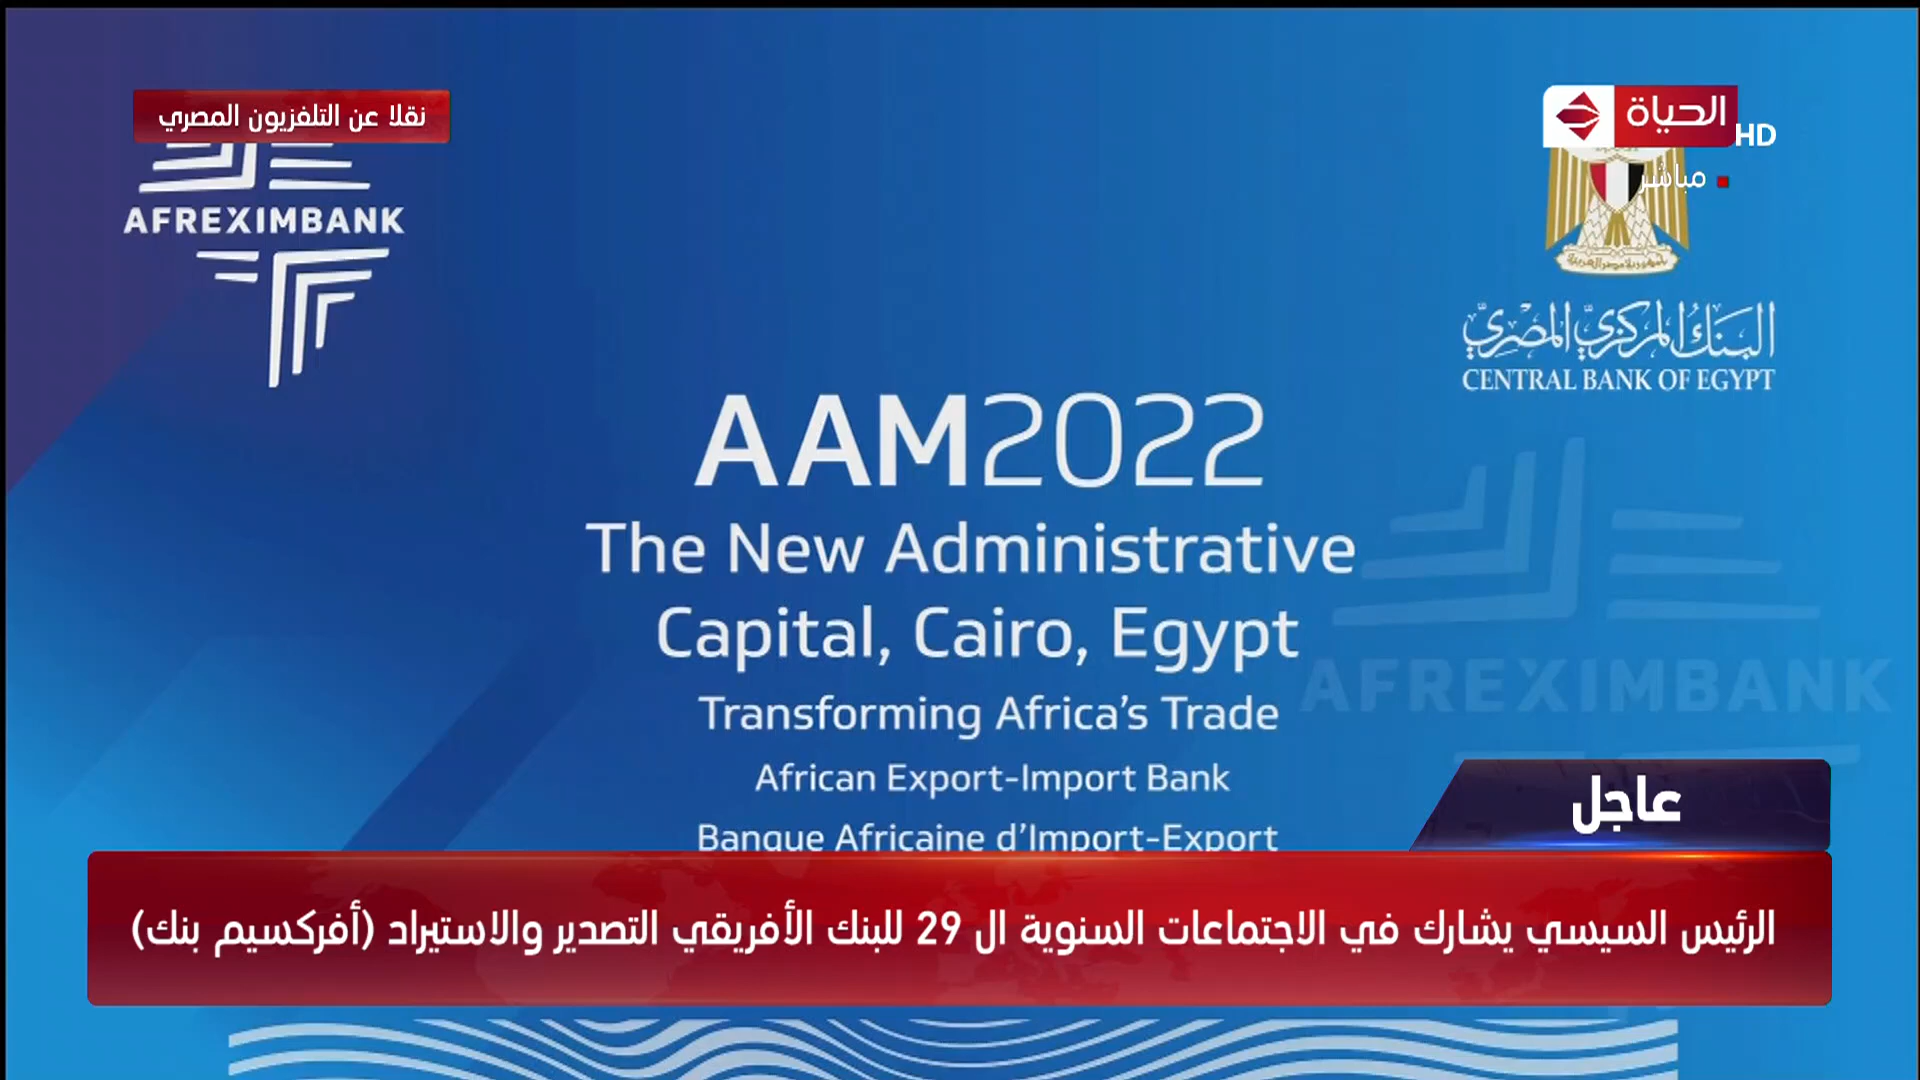 نقلا عن التلفزيون المصري
الحياة
HD
مباشر
AFREXIMBANK
البنك المركزي المصري
CENTRAL BANK OF EGYPT
AAM2022
The New Administrative
Capital, Cairo, Egypt
Transforming Africa's Trade
African Export-Import Bank
Banque Africaine d'Import-Export
AFREXIMBANK
عاجل
الرئيس السيسي يشارك في الاجتماعات السنوية ال 29 للبنك الأفريقي التصدير والاستيراد (أفركسيم بنك)